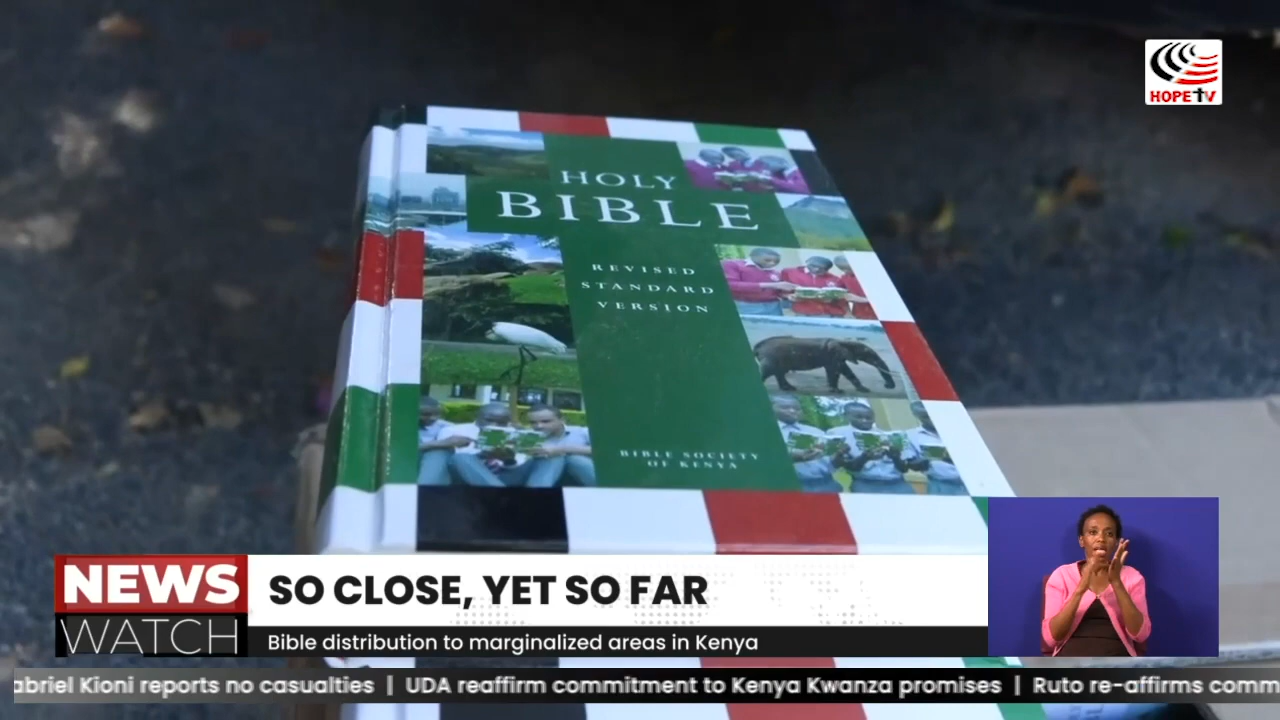 HOPE TV
HOLY
BIBLE
REVISED
STANDARD
VERSION
BIBLE SOCIETY
OF KENYA
NEWS
WATCH
SO CLOSE, YET SO FAR
Bible distribution to marginalized areas in Kenya
abriel Kioni reports no casualties | UDA reaffirm commitment to Kenya Kwanza promises | Ruto re-affirms comm